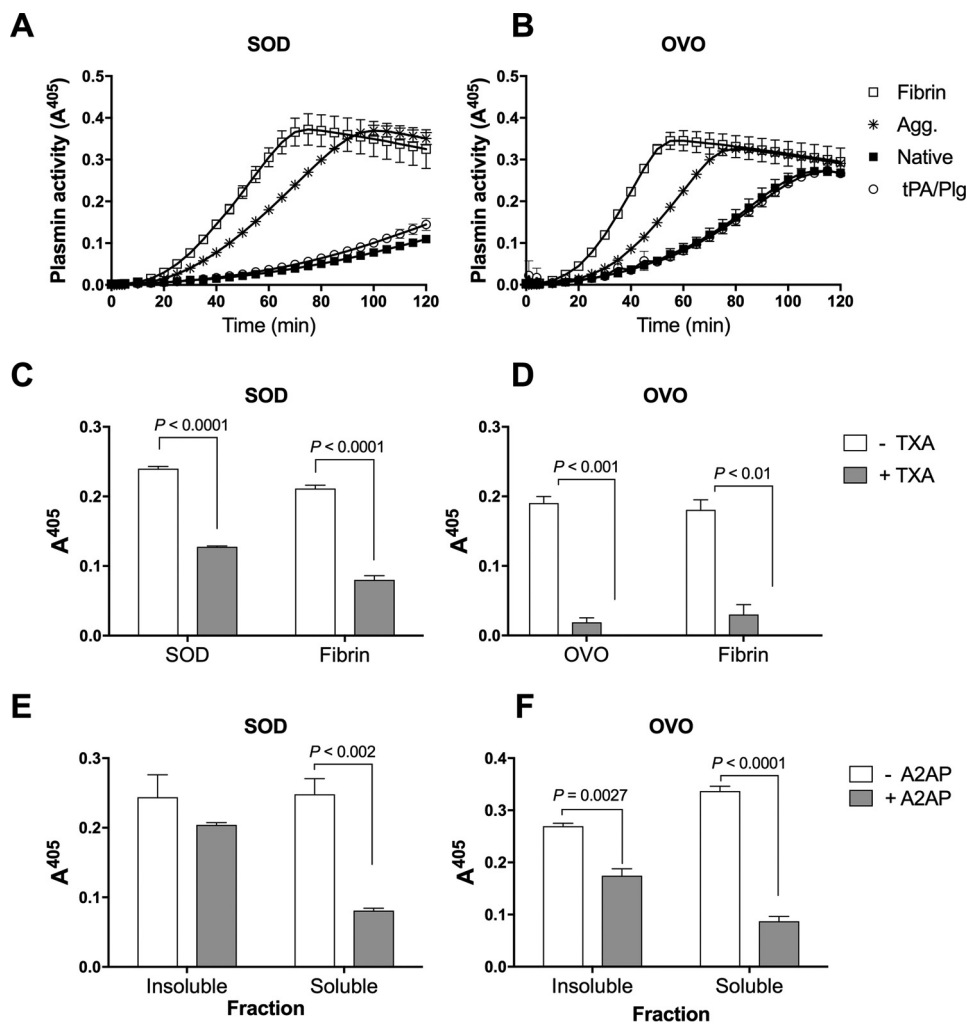 A
SOD
Plasmin activity (A⁴⁰⁵)
0.5
0.4
0.3
0.2
0.1
0.0
0 20 40 60 80 100 120
Time (min)
B
OVO
Plasmin activity (A⁴⁰⁵)
0.5
0.4
0.3
0.2
0.1
0.0
0 20 40 60 80 100 120
Time (min)
Fibrin
Agg.
Native
tPA/Plg
C
SOD
A⁴⁰⁵
0.3
0.2
0.1
0.0
P < 0.0001
P < 0.0001
SOD Fibrin
D
OVO
A⁴⁰⁵
0.3
0.2
0.1
0.0
P < 0.001
P < 0.01
OVO Fibrin
- TXA
+ TXA
E
SOD
A⁴⁰⁵
0.3
0.2
0.1
0.0
P < 0.002
Insoluble Soluble
Fraction
F
OVO
A⁴⁰⁵
0.4
0.3
0.2
0.1
0.0
P = 0.0027
P < 0.0001
Insoluble Soluble
Fraction
- A2AP
+ A2AP